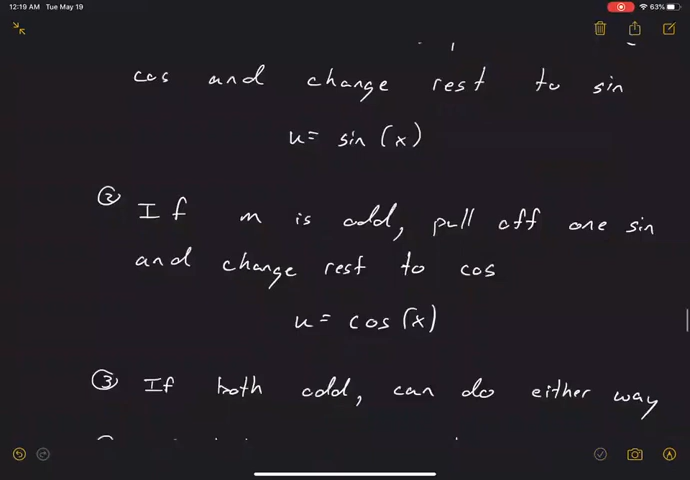 12:19 AM Tue May 19
63%
cos and change rest to sin
u= sin(x)
② If m is odd, pull off one sin
and change rest to cos
u= cos(x)
③ If both odd, can do either way